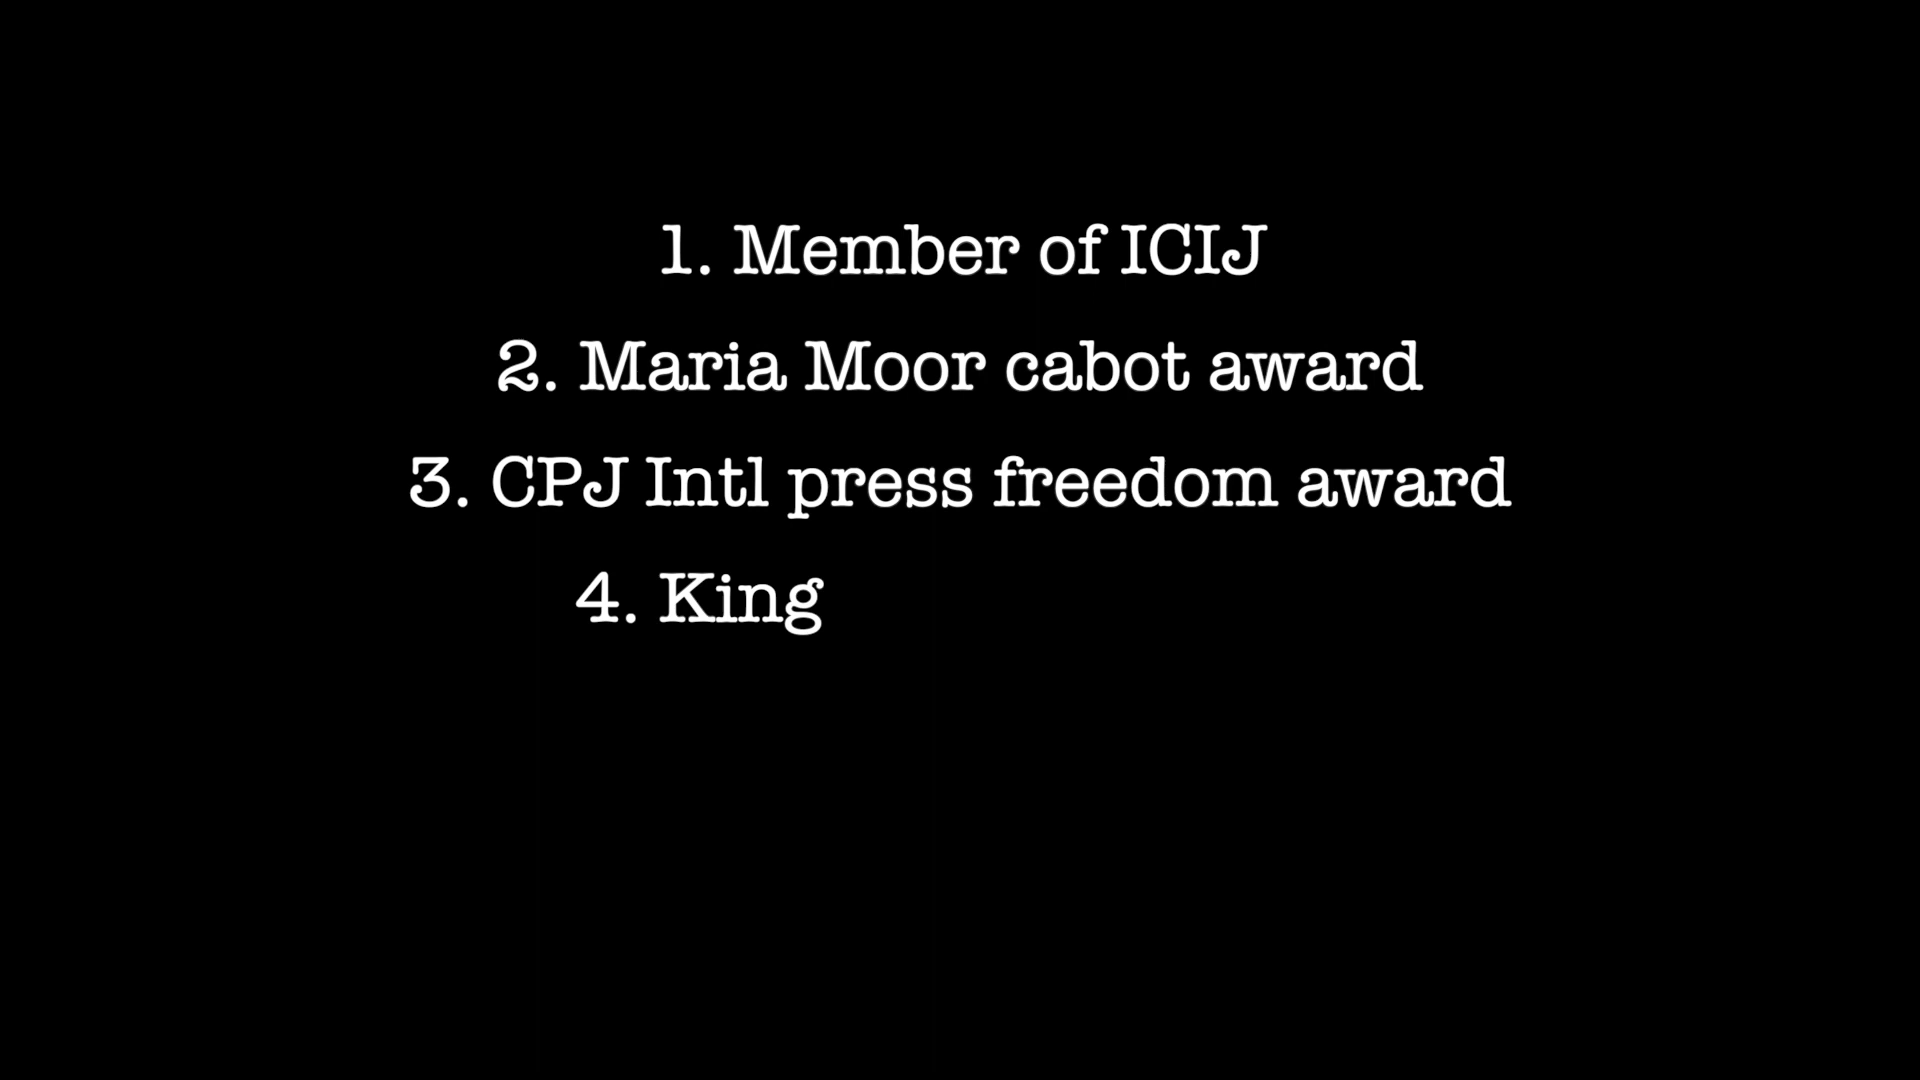 1. Member of ICIJ
2. Maria Moor cabot award
3. CPJ Intl press freedom award
4. King